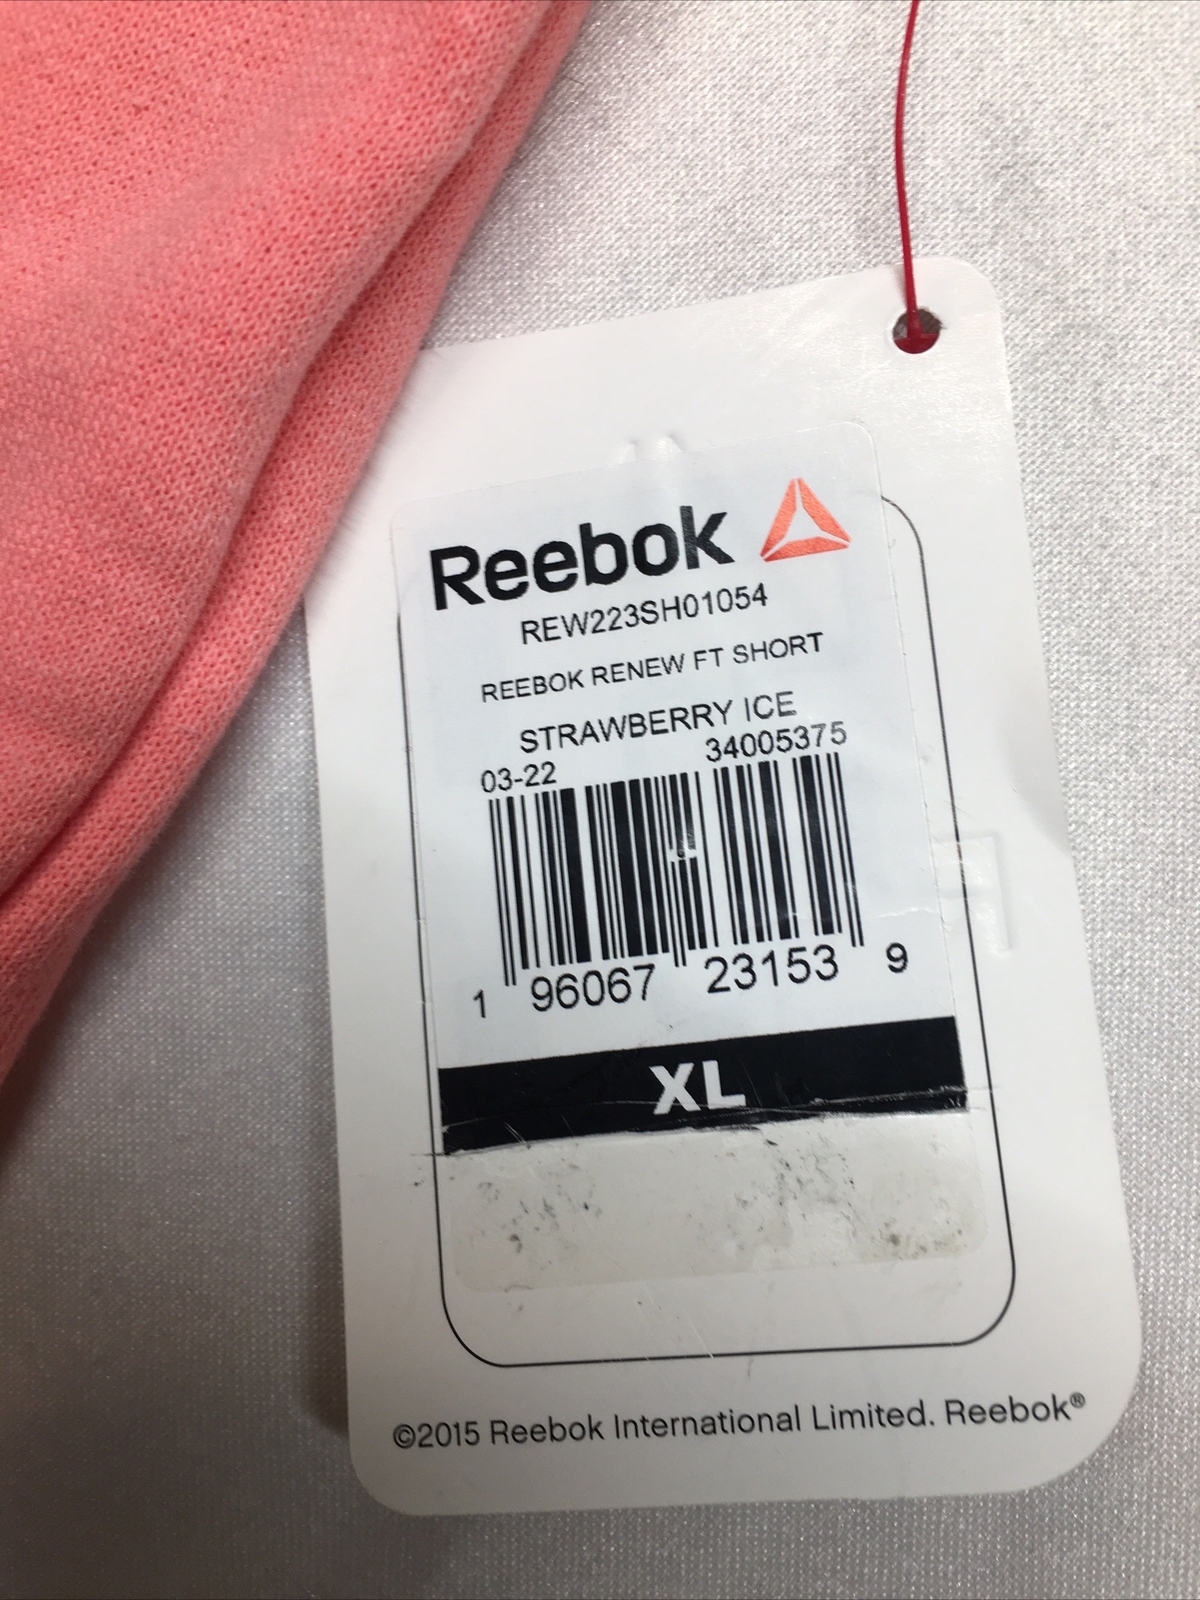 Reebok
REW223SH01054
REEBOK RENEW FT SHORT
STRAWBERRY ICE
03-22 34005375
1 96067 23153 9
XL
©2015 Reebok International Limited. Reebok®